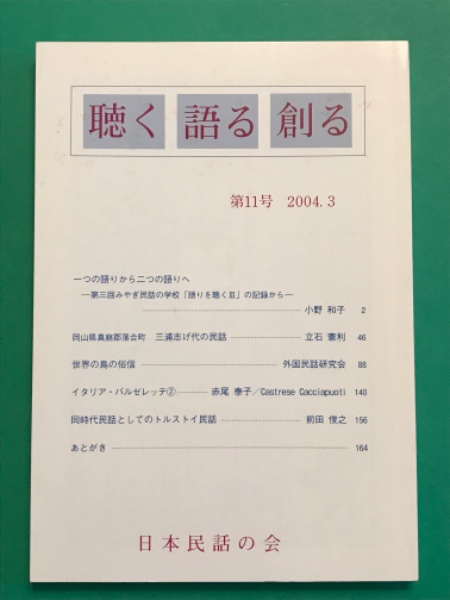 聴く 語る 創る
第11号 2004.3
一つの語りから二つの語りへ
―第三回みやぎ民話の学校「語りを聴くⅢ」の記録から―
小野 和子 2
岡山県真庭郡落合町 三浦志げ代の民話 立石 憲利 46
世界の鳥の俗信 外国民話研究会 88
イタリア・バルゼレッテ② 赤尾 泰子／Castrese Cacciapuoti 140
同時代民話としてのトルストイ民話 前田 俊之 156
あとがき 164
日本民話の会